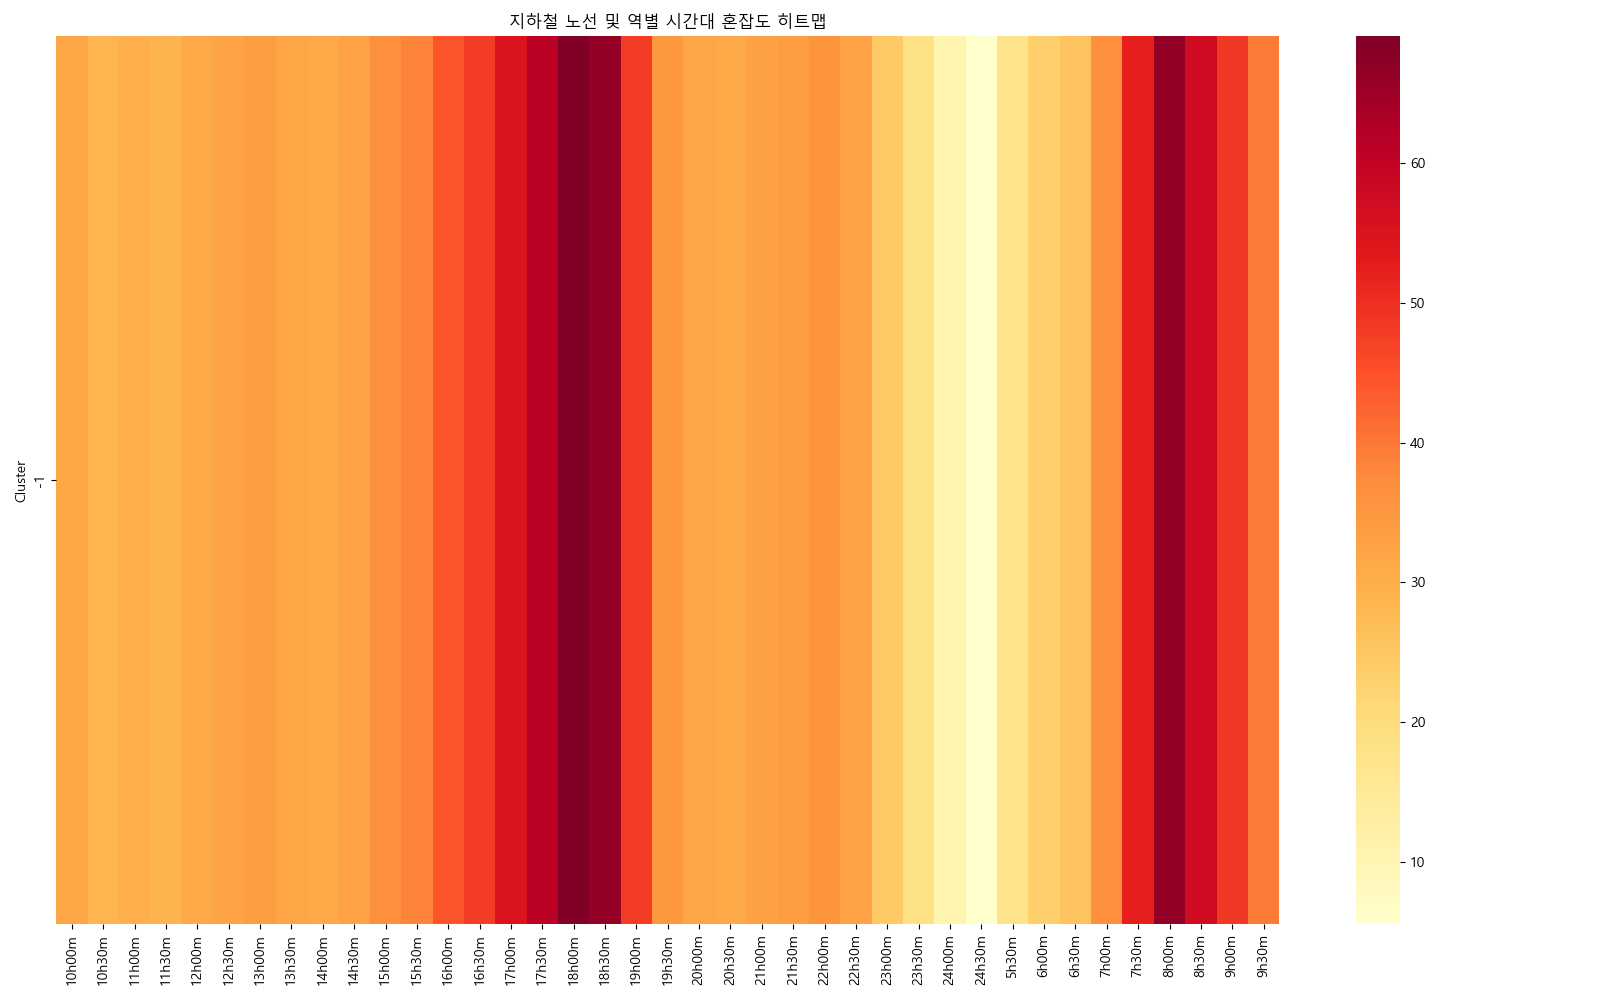 지하철 노선 및 역별 시간대 혼잡도 히트맵
Cluster
-1
10h00m
10h30m
11h00m
11h30m
12h00m
12h30m
13h00m
13h30m
14h00m
14h30m
15h00m
15h30m
16h00m
16h30m
17h00m
17h30m
18h00m
18h30m
19h00m
19h30m
20h00m
20h30m
21h00m
21h30m
22h00m
22h30m
23h00m
23h30m
24h00m
24h30m
5h30m
6h00m
6h30m
7h00m
7h30m
8h00m
8h30m
9h00m
9h30m
60
50
40
30
20
10